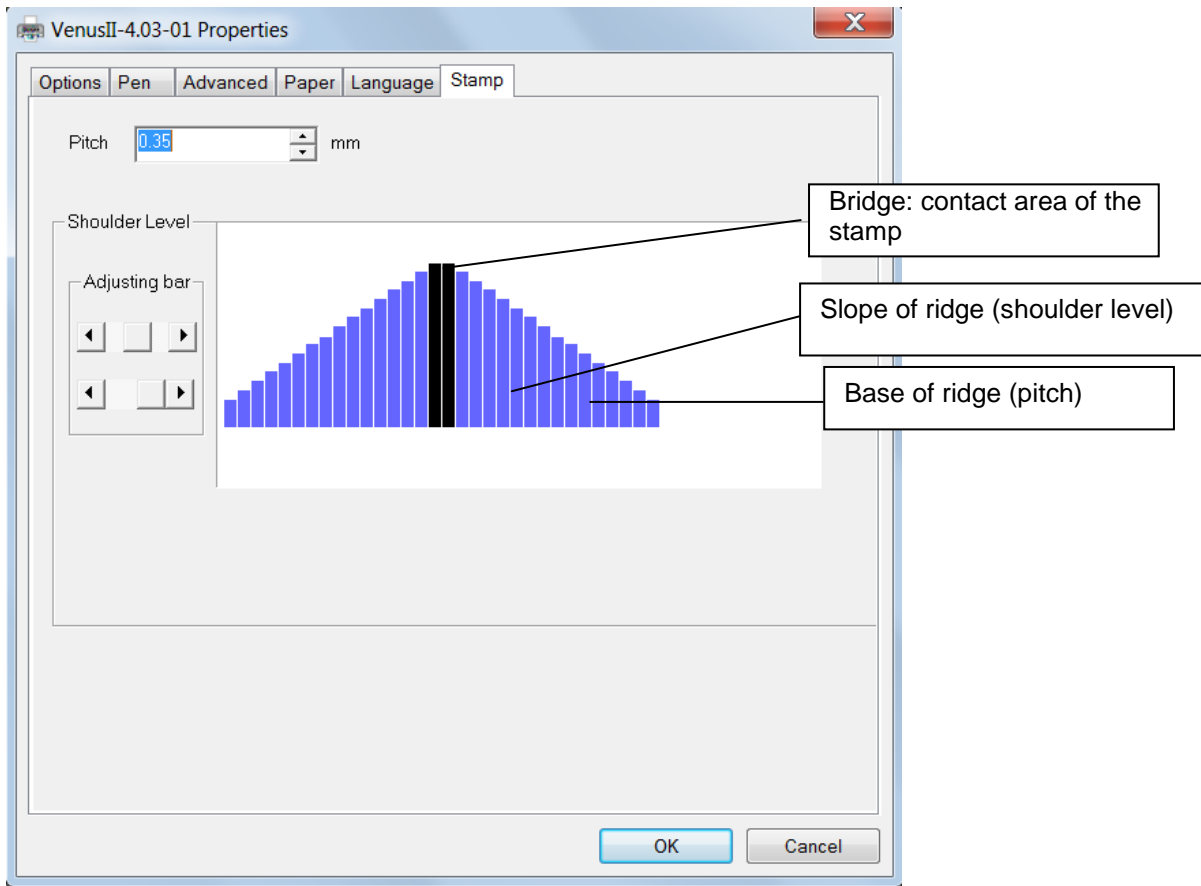 VenusII-4.03-01 Properties
Options Pen Advanced Paper Language Stamp
Pitch 0.35 mm
Bridge: contact area of the
stamp
Shoulder Level
Adjusting bar
Slope of ridge (shoulder level)
Base of ridge (pitch)
OK Cancel